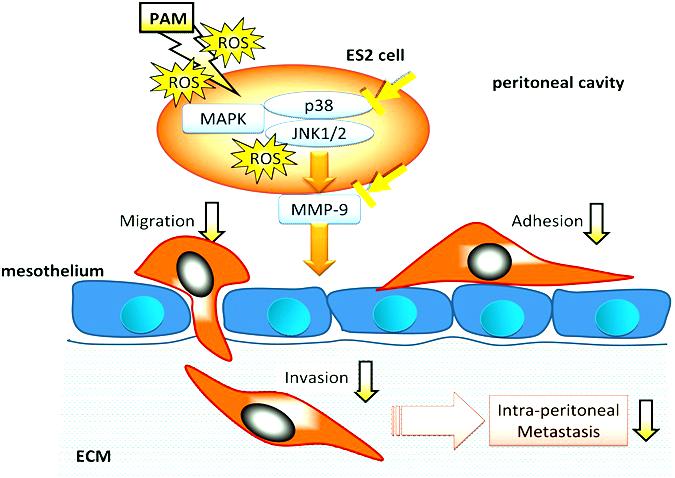 PAM
ROS
ROS
ES2 cell
peritoneal cavity
p38
MAPK
JNK1/2
ROS
MMP-9
Migration
Adhesion
mesothelium
Invasion
Intra-peritoneal
Metastasis
ECM